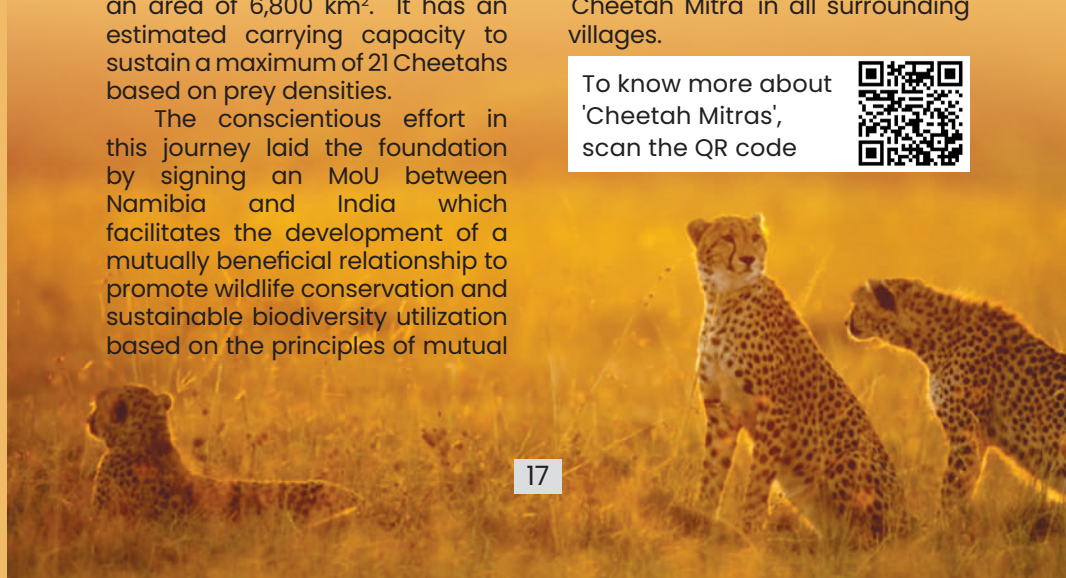 an area of 6,800 km². It has an
estimated carrying capacity to
sustain a maximum of 21 Cheetahs
based on prey densities.
The conscientious effort in
this journey laid the foundation
by signing an MoU between
Namibia and India which
facilitates the development of a
mutually beneficial relationship to
promote wildlife conservation and
sustainable biodiversity utilization
based on the principles of mutual
'Cheetah Mitra' in all surrounding
villages.
To know more about
'Cheetah Mitras',
scan the QR code
17